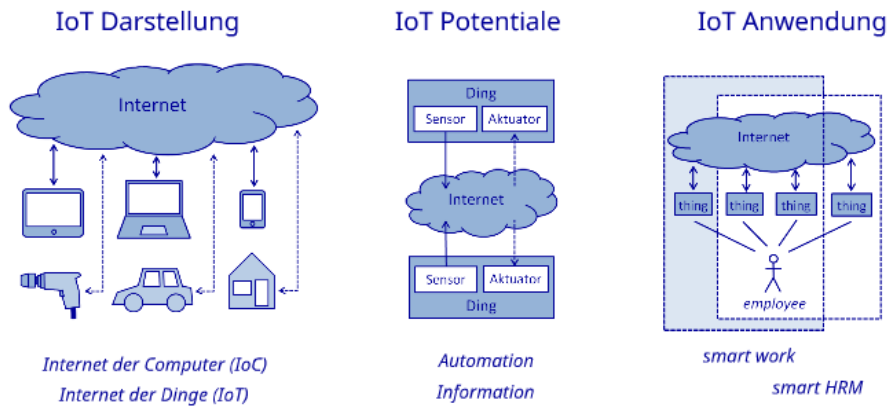 IoT Darstellung
Internet
Internet der Computer (IoC)
Internet der Dinge (IoT)
IoT Potentiale
Ding
Sensor Aktuator
Internet
Sensor Aktuator
Ding
Automation
Information
IoT Anwendung
Internet
thing thing thing thing
employee
smart work
smart HRM